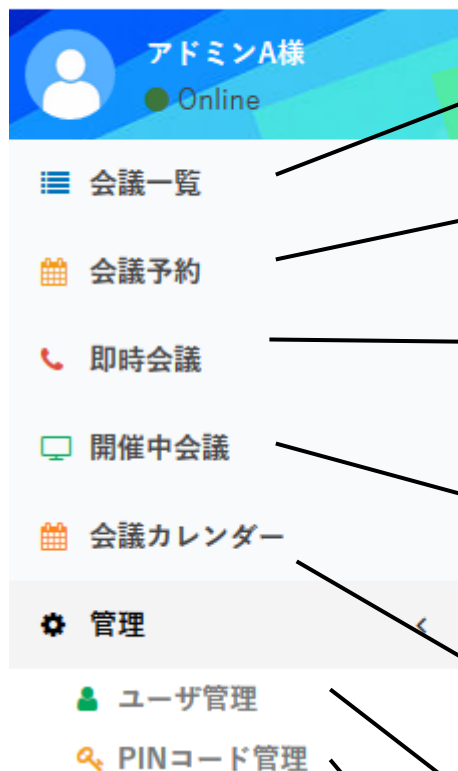 アドミンA様
Online
会議一覧
会議予約
即時会議
開催中会議
会議カレンダー
管理
ユーザ管理
PINコード管理